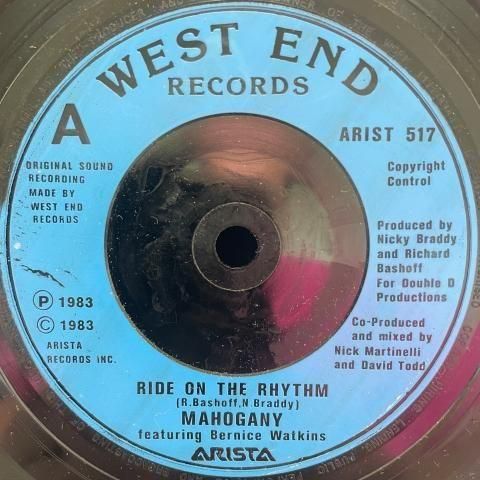 WEST END
RECORDS
A
ARIST 517
ORIGINAL SOUND
RECORDING
MADE BY
WEST END
RECORDS
Copyright
Control
Produced by
Nicky Braddy
and Richard
Bashoff
For Double D
Productions
Ⓟ 1983
© 1983
ARISTA
RECORDS INC.
Co-Produced
and mixed by
Nick Martinelli
and David Todd
RIDE ON THE RHYTHM
(R.Bashoff,N.Braddy)
MAHOGANY
featuring Bernice Watkins
ARISTA